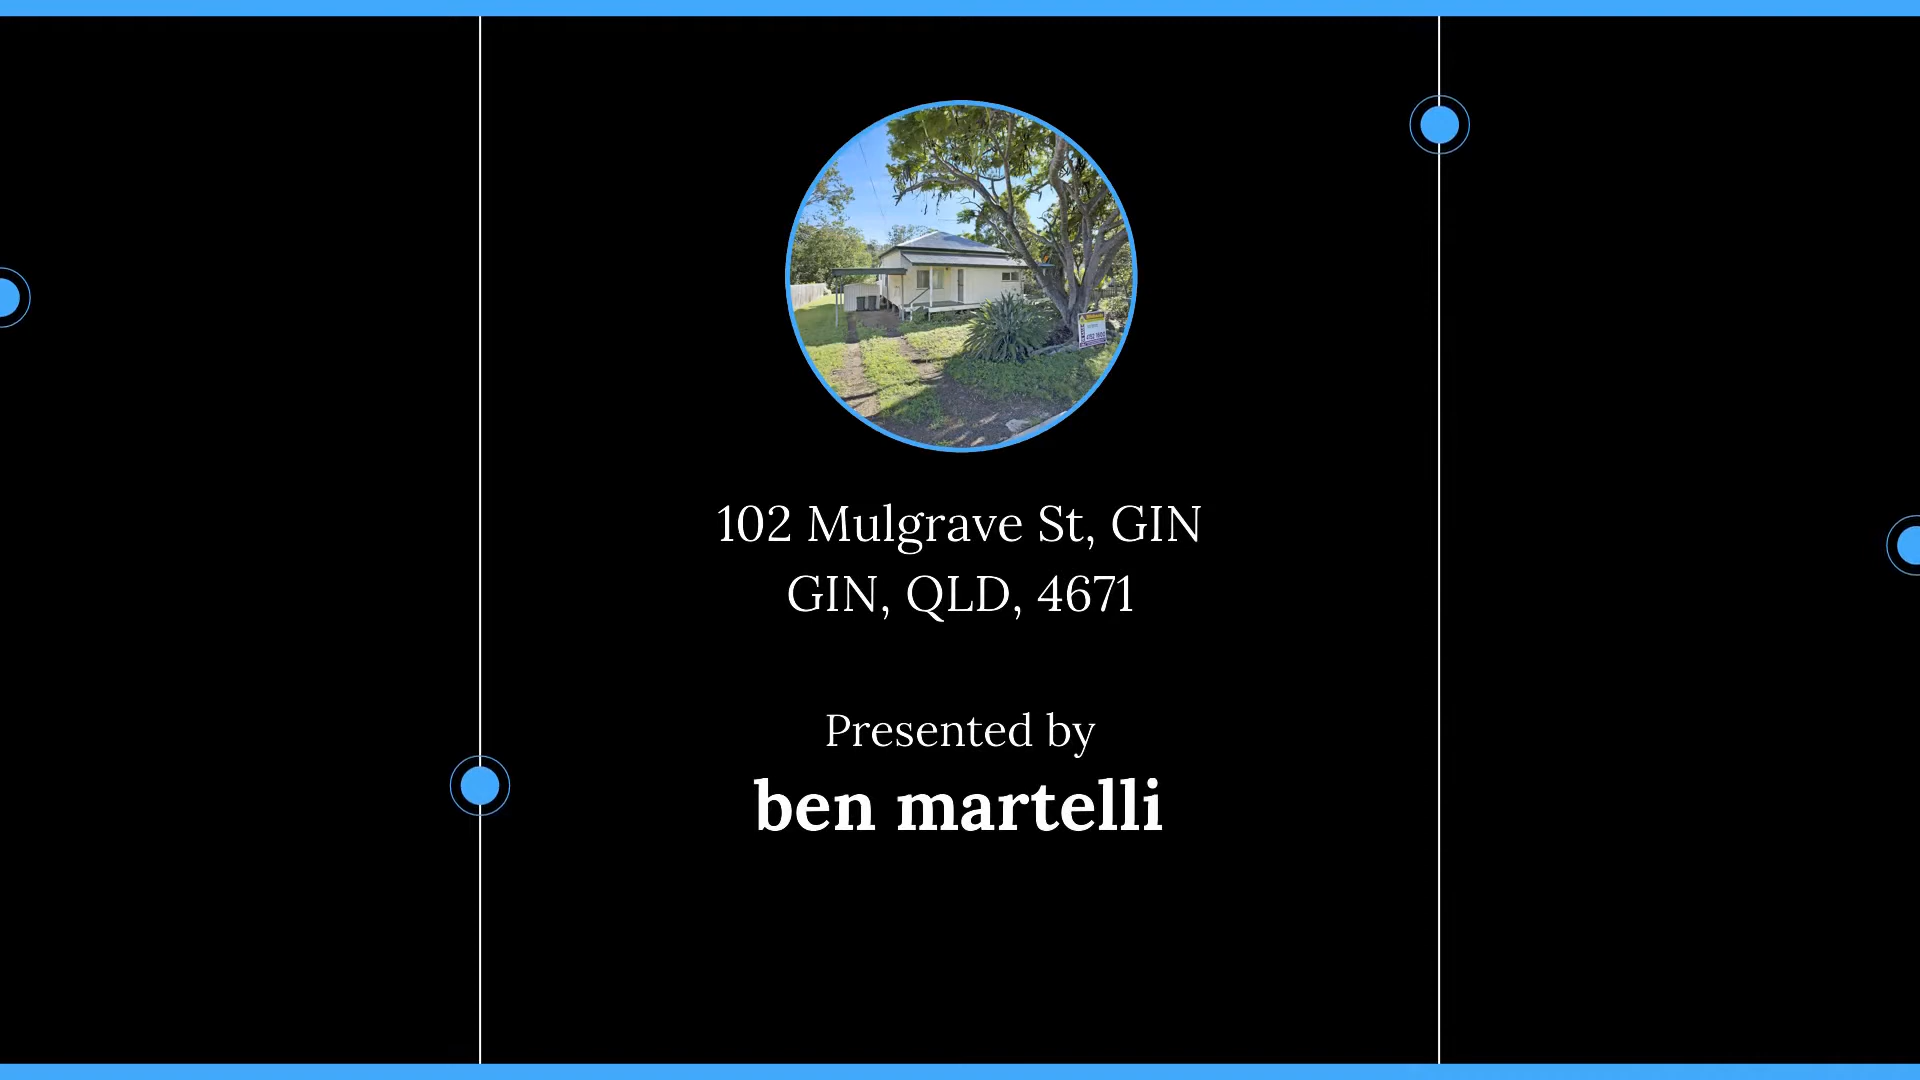 102 Mulgrave St, GIN
GIN, QLD, 4671
Presented by
ben martelli